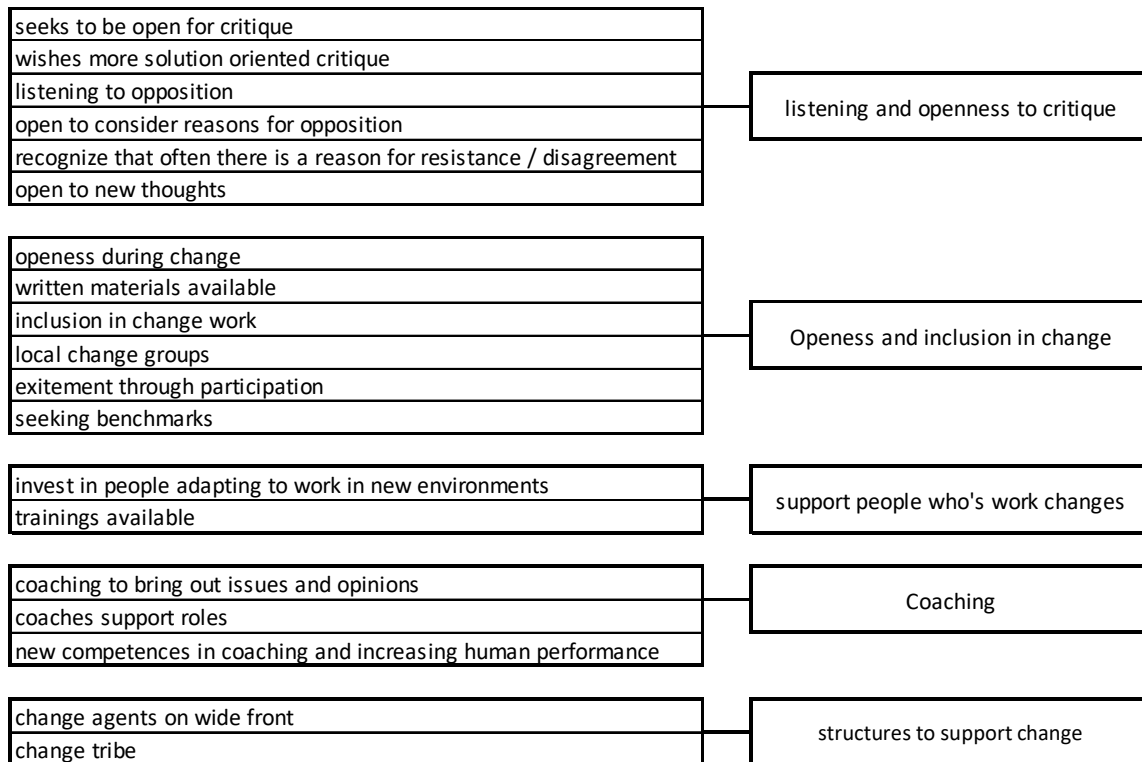 seeks to be open for critique
wishes more solution oriented critique
listening to opposition
open to consider reasons for opposition
recognize that often there is a reason for resistance / disagreement
open to new thoughts
listening and openness to critique
openess during change
written materials available
inclusion in change work
local change groups
exitement through participation
seeking benchmarks
Openess and inclusion in change
invest in people adapting to work in new environments
trainings available
support people who's work changes
coaching to bring out issues and opinions
coaches support roles
new competences in coaching and increasing human performance
Coaching
change agents on wide front
change tribe
structures to support change